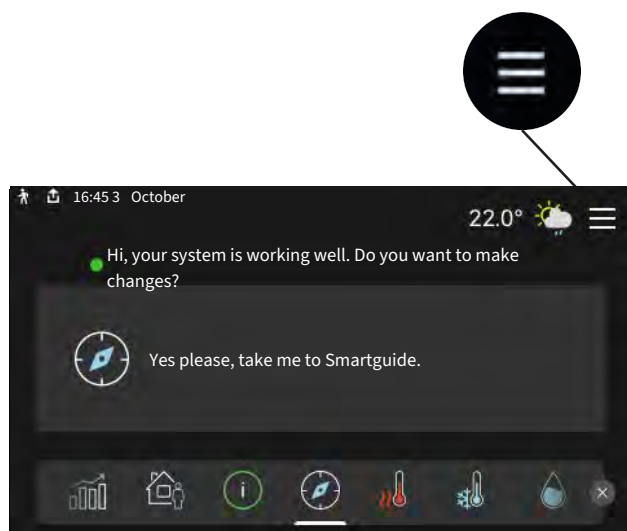 16:45 3 October
22.0°
Hi, your system is working well. Do you want to make
changes?
Yes please, take me to Smartguide.
i